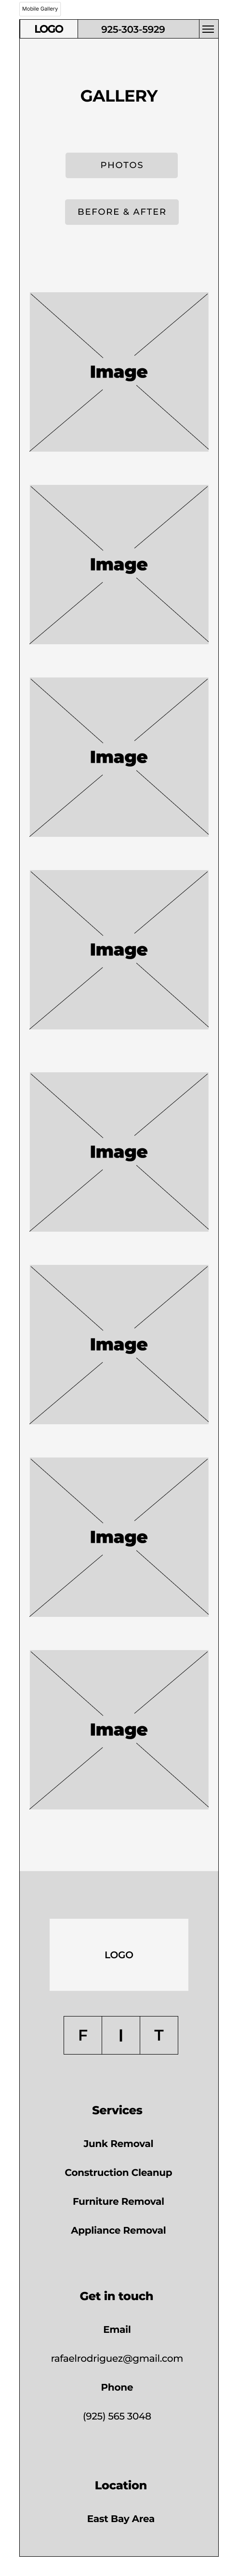 Mobile Gallery
LOGO 925-303-5929
GALLERY
PHOTOS
BEFORE & AFTER
Image
Image
Image
Image
Image
Image
Image
Image
LOGO
F I T
Services
Junk Removal
Construction Cleanup
Furniture Removal
Appliance Removal
Get in touch
Email
rafaelrodriguez@gmail.com
Phone
(925) 565 3048
Location
East Bay Area